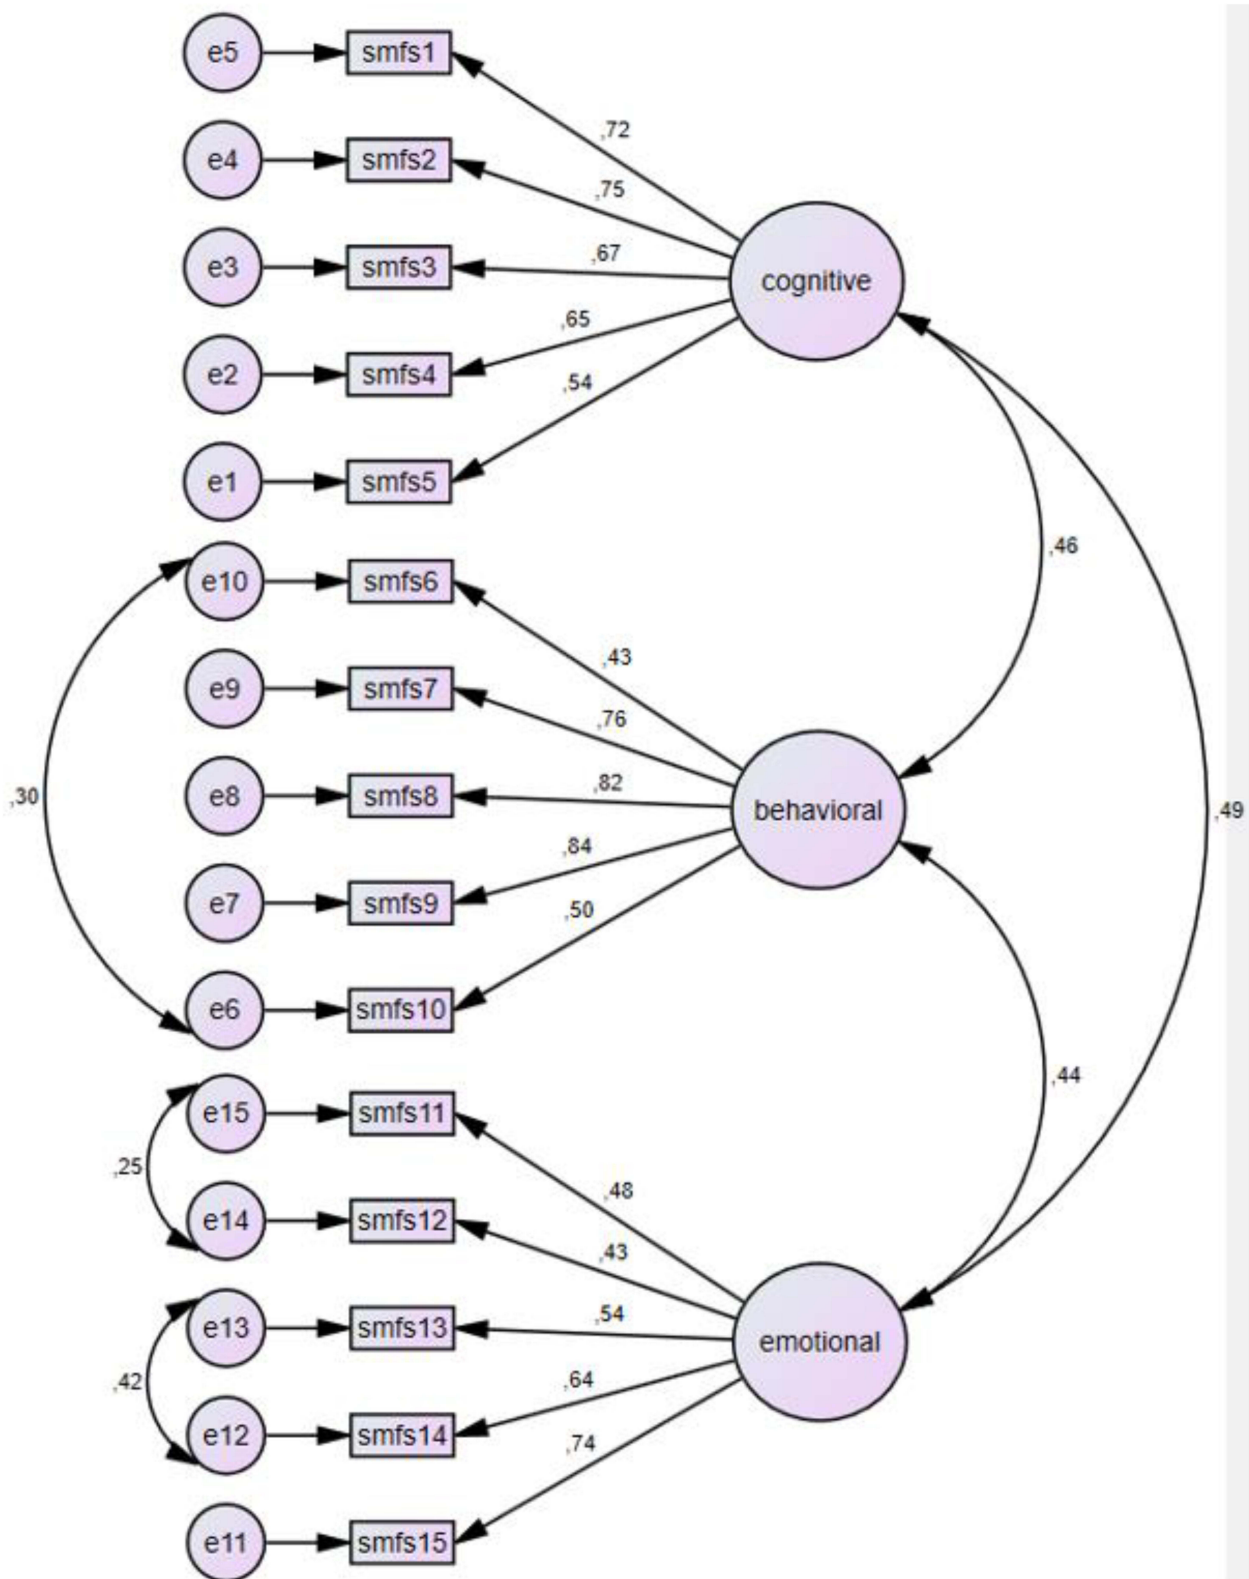 e5 smfs1
,72
e4 smfs2
,75
e3 smfs3 ,67
cognitive
,65
e2 smfs4
,54
e1 smfs5
,46
e10 smfs6
,43
e9 smfs7
,76
,30 e8 smfs8 ,82
behavioral ,49
,84
e7 smfs9
,50
e6 smfs10
,44
e15 smfs11
,25
,48
e14 smfs12
,43
e13 smfs13 ,54
emotional
,42
,64
e12 smfs14
,74
e11 smfs15